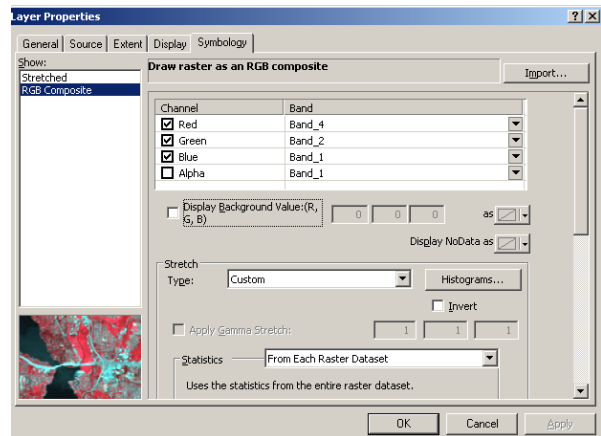 Layer Properties
General Source Extent Display Symbology
Show:
Stretched
RGB Composite
Draw raster as an RGB composite
Import...
Channel Band
Red Band_4
Green Band_2
Blue Band_1
Alpha Band_1
Display Background Value:(R, G, B) 0 0 0 as
Display NoData as
Stretch
Type: Custom Histograms...
Invert
Apply Gamma Stretch: 1 1 1
Statistics From Each Raster Dataset
Uses the statistics from the entire raster dataset.
OK Cancel Apply